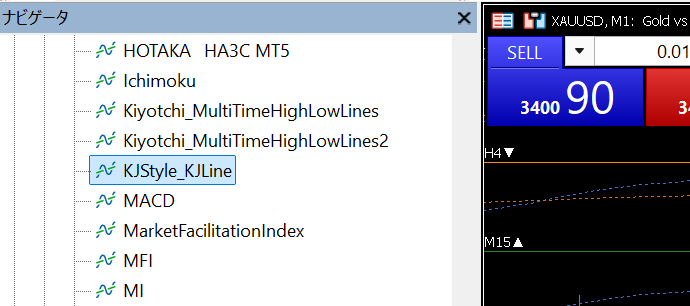 ナビゲータ
HOTAKA HA3C MT5
Ichimoku
Kiyotchi_MultiTimeHighLowLines
Kiyotchi_MultiTimeHighLowLines2
KJStyle_KJLine
MACD
MarketFacilitationIndex
MFI
MI
XAUUSD, M1: Gold vs
SELL
0.01
3400 90
H4▼
M15▲